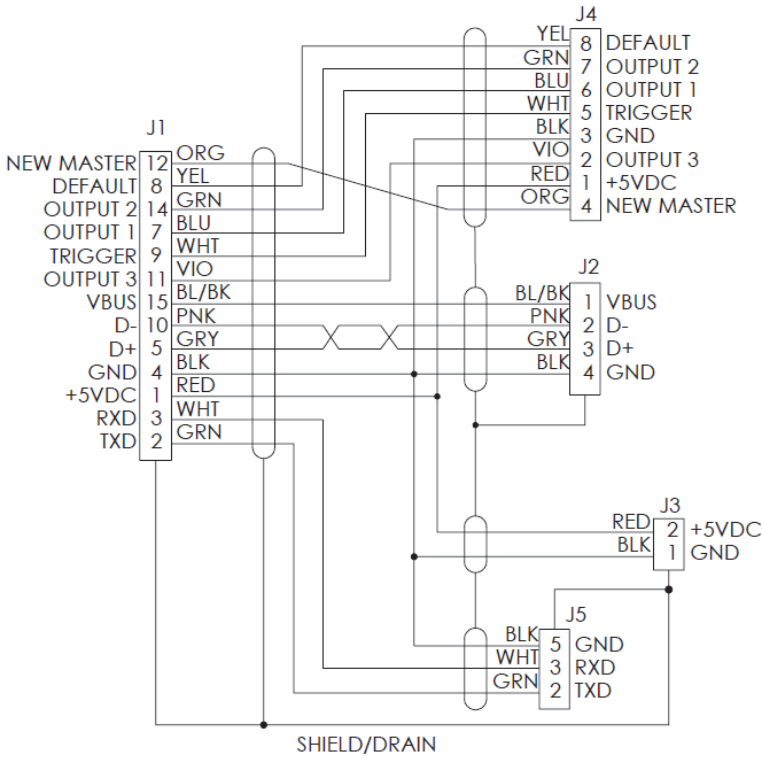 J4
YEL 8 DEFAULT
GRN 7 OUTPUT 2
BLU 6 OUTPUT 1
WHT 5 TRIGGER
BLK 3 GND
VIO 2 OUTPUT 3
RED 1 +5VDC
ORG 4 NEW MASTER
J1
NEW MASTER 12 ORG
DEFAULT 8 YEL
OUTPUT 2 14 GRN
OUTPUT 1 7 BLU
TRIGGER 9 WHT
OUTPUT 3 11 VIO
VBUS 15 BL/BK
D- 10 PNK
D+ 5 GRY
GND 4 BLK
+5VDC 1 RED
RXD 3 WHT
TXD 2 GRN
J2
BL/BK 1 VBUS
PNK 2 D-
GRY 3 D+
BLK 4 GND
J3
RED 2 +5VDC
BLK 1 GND
J5
BLK 5 GND
WHT 3 RXD
GRN 2 TXD
SHIELD/DRAIN